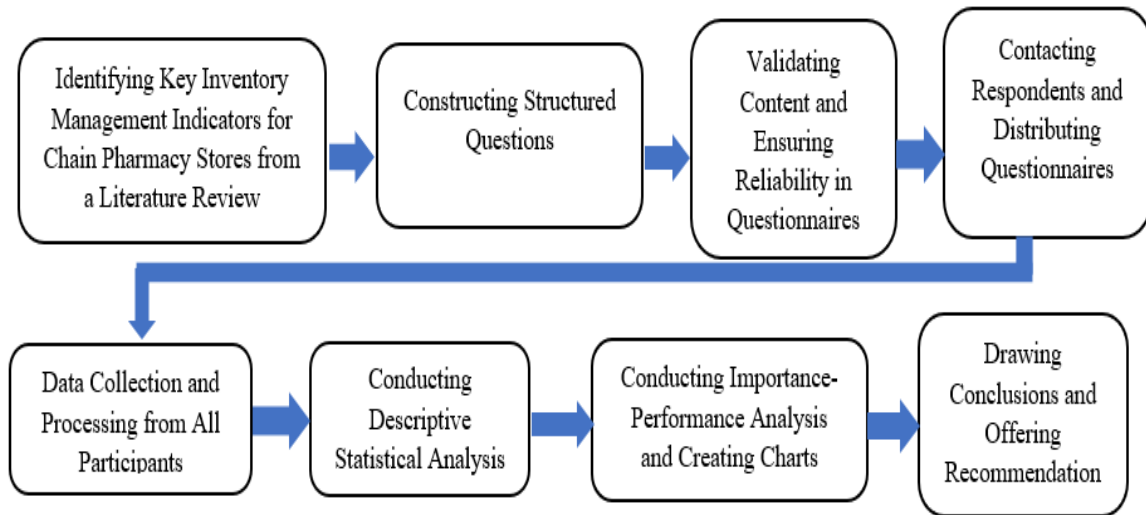 Identifying Key Inventory
Management Indicators for
Chain Pharmacy Stores from
a Literature Review
Constructing Structured
Questions
Validating
Content and
Ensuring
Reliability in
Questionnaires
Contacting
Respondents and
Distributing
Questionnaires
Data Collection and
Processing from All
Participants
Conducting
Descriptive
Statistical Analysis
Conducting Importance-
Performance Analysis
and Creating Charts
Drawing
Conclusions and
Offering
Recommendation